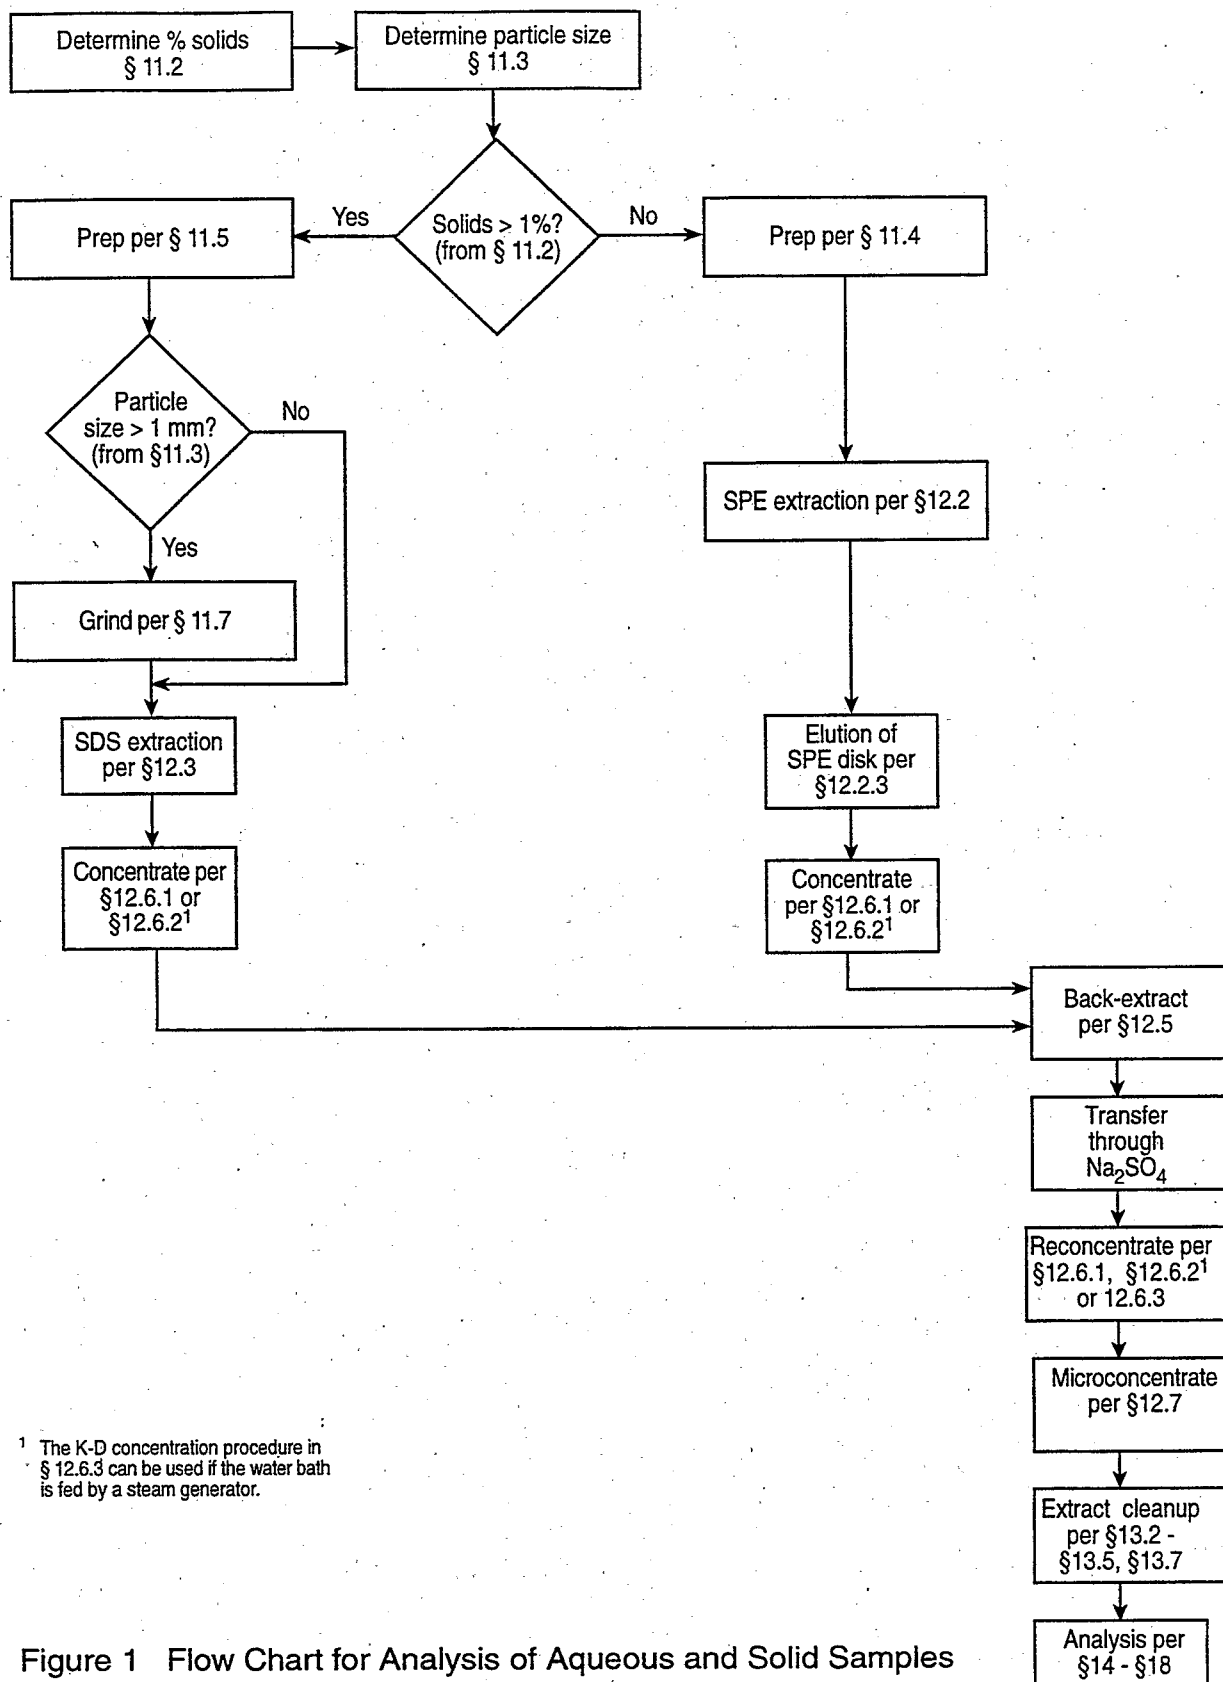 Determine % solids
§ 11.2
Determine particle size
§ 11.3
Solids > 1%?
(from § 11.2)
Yes
No
Prep per § 11.5
Prep per § 11.4
Particle
size > 1 mm?
(from §11.3)
No
Yes
Grind per § 11.7
SPE extraction per §12.2
SDS extraction
per §12.3
Elution of
SPE disk per
§12.2.3
Concentrate per
§12.6.1 or
§12.6.2¹
Concentrate
per §12.6.1 or
§12.6.2¹
Back-extract
per §12.5
Transfer
through
Na₂SO₄
Reconcentrate per
§12.6.1, §12.6.2¹
or 12.6.3
Microconcentrate
per §12.7
Extract cleanup
per §13.2 -
§13.5, §13.7
Analysis per
§14 - §18
¹ The K-D concentration procedure in
§ 12.6.3 can be used if the water bath
is fed by a steam generator.
Figure 1 Flow Chart for Analysis of Aqueous and Solid Samples